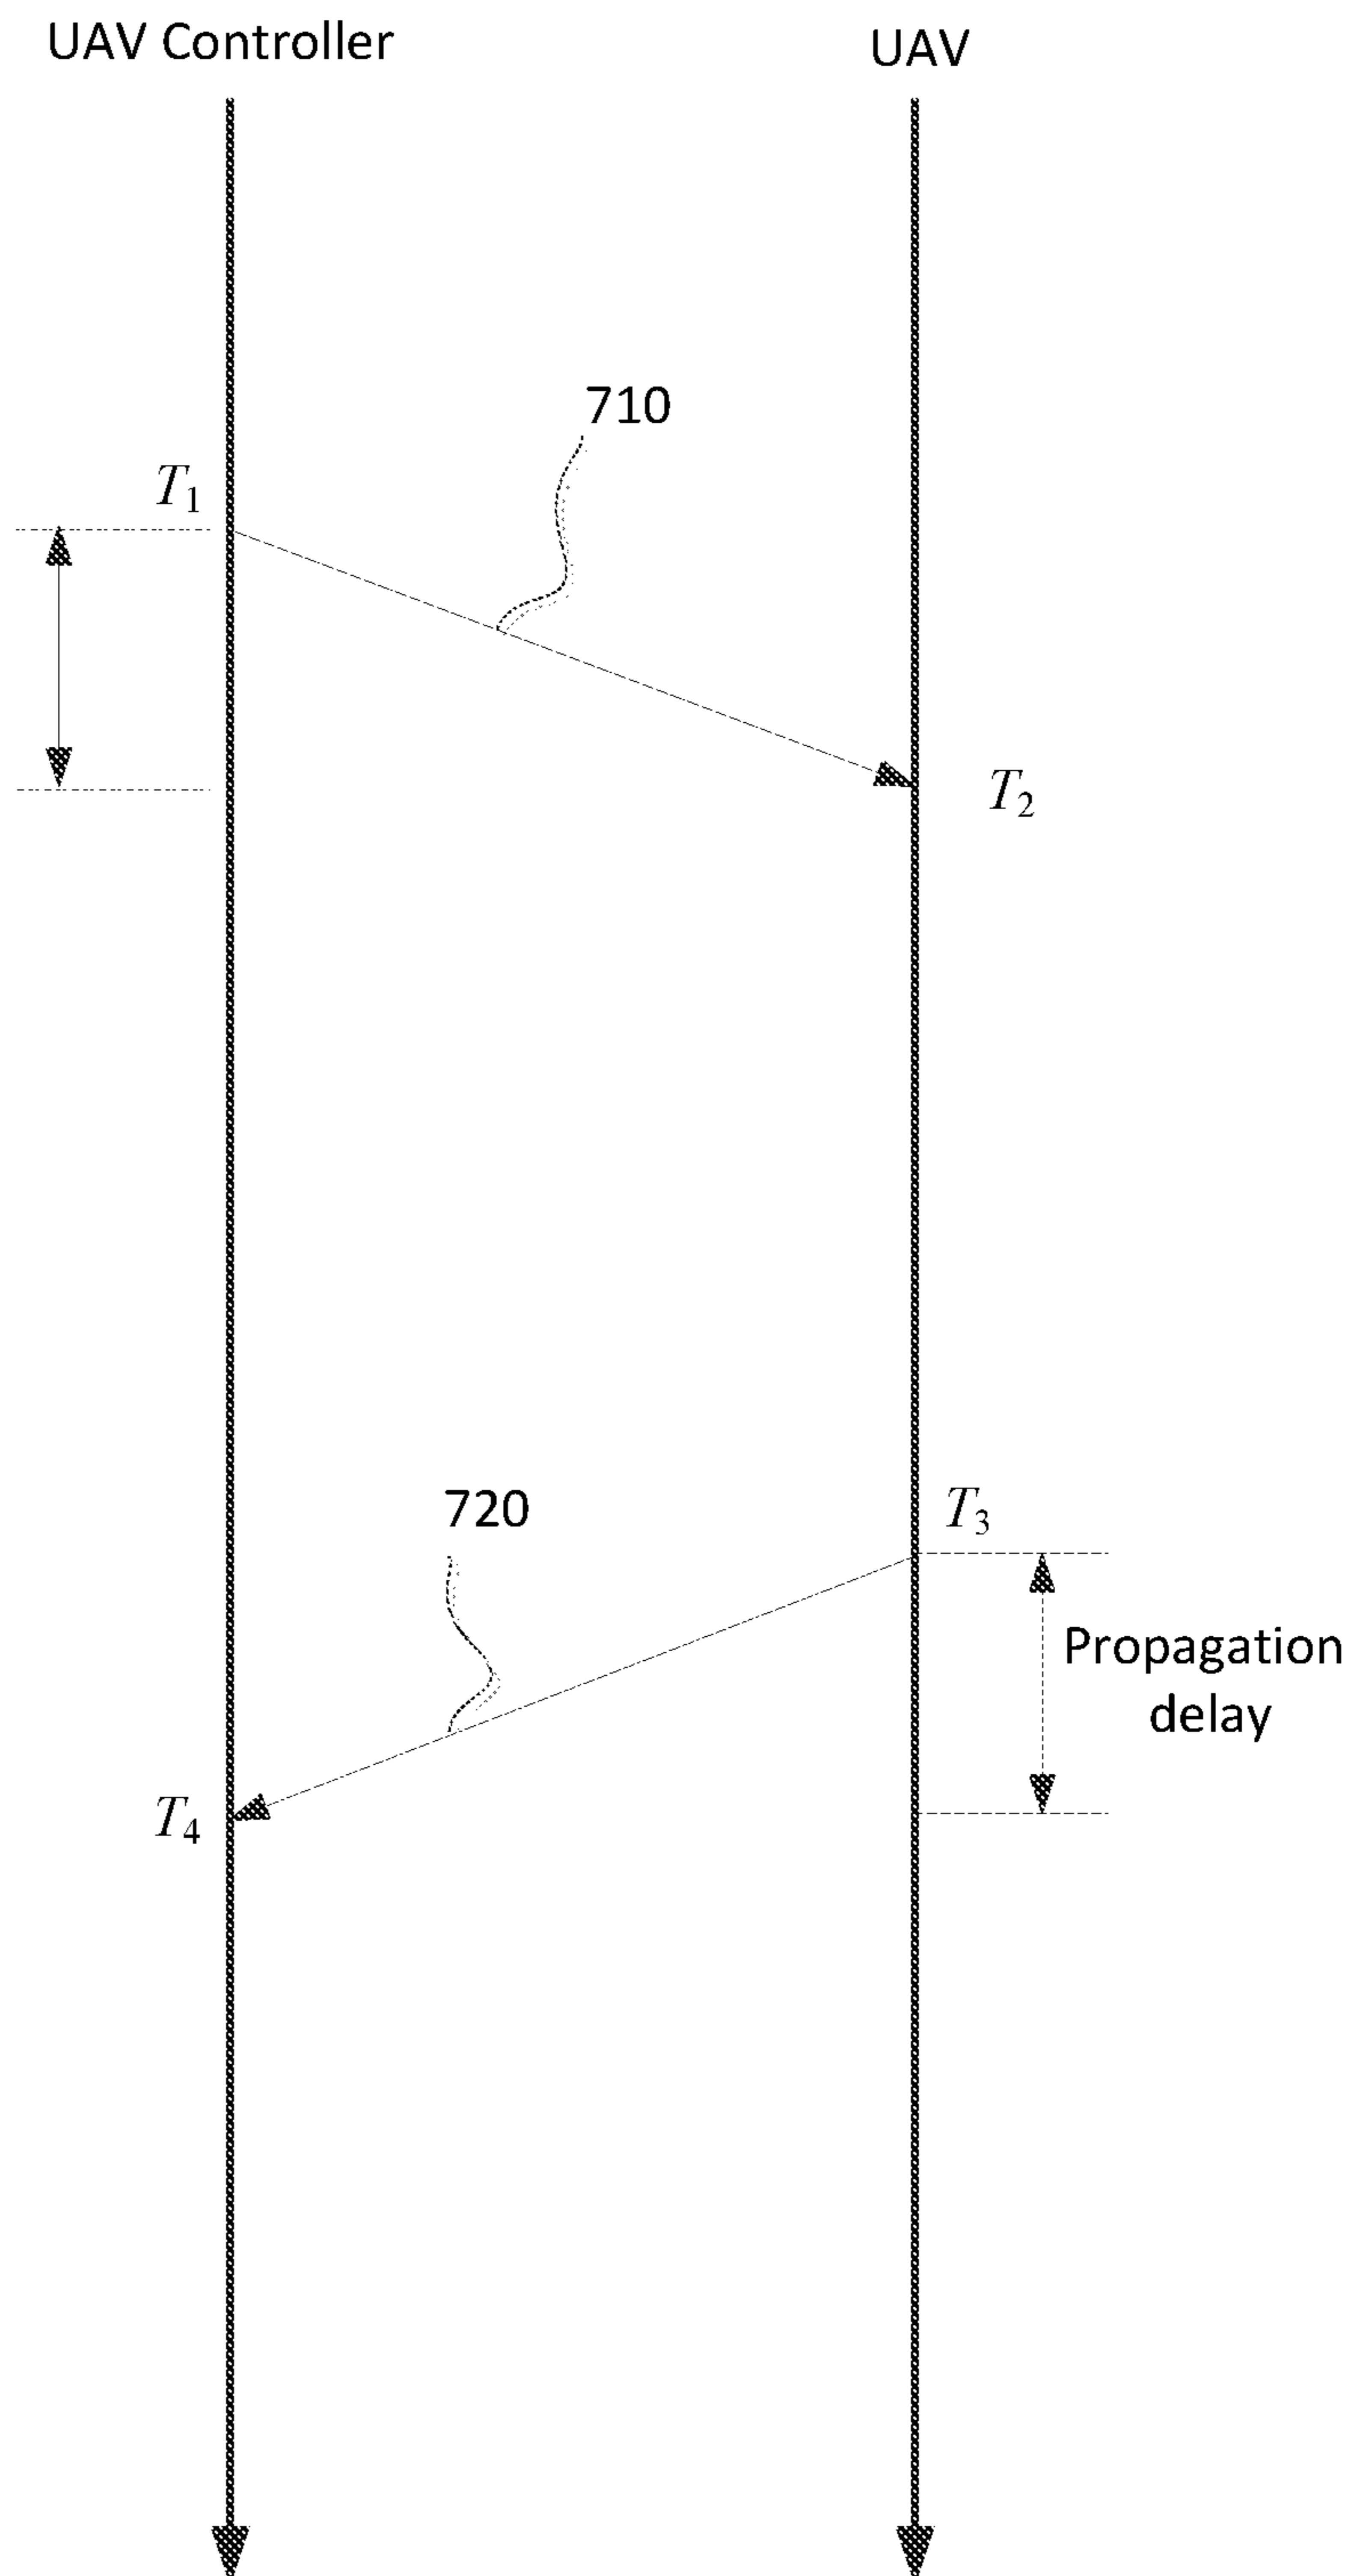 UAV Controller
UAV
710
T₁
T₂
720
T₃
Propagation
delay
T₄